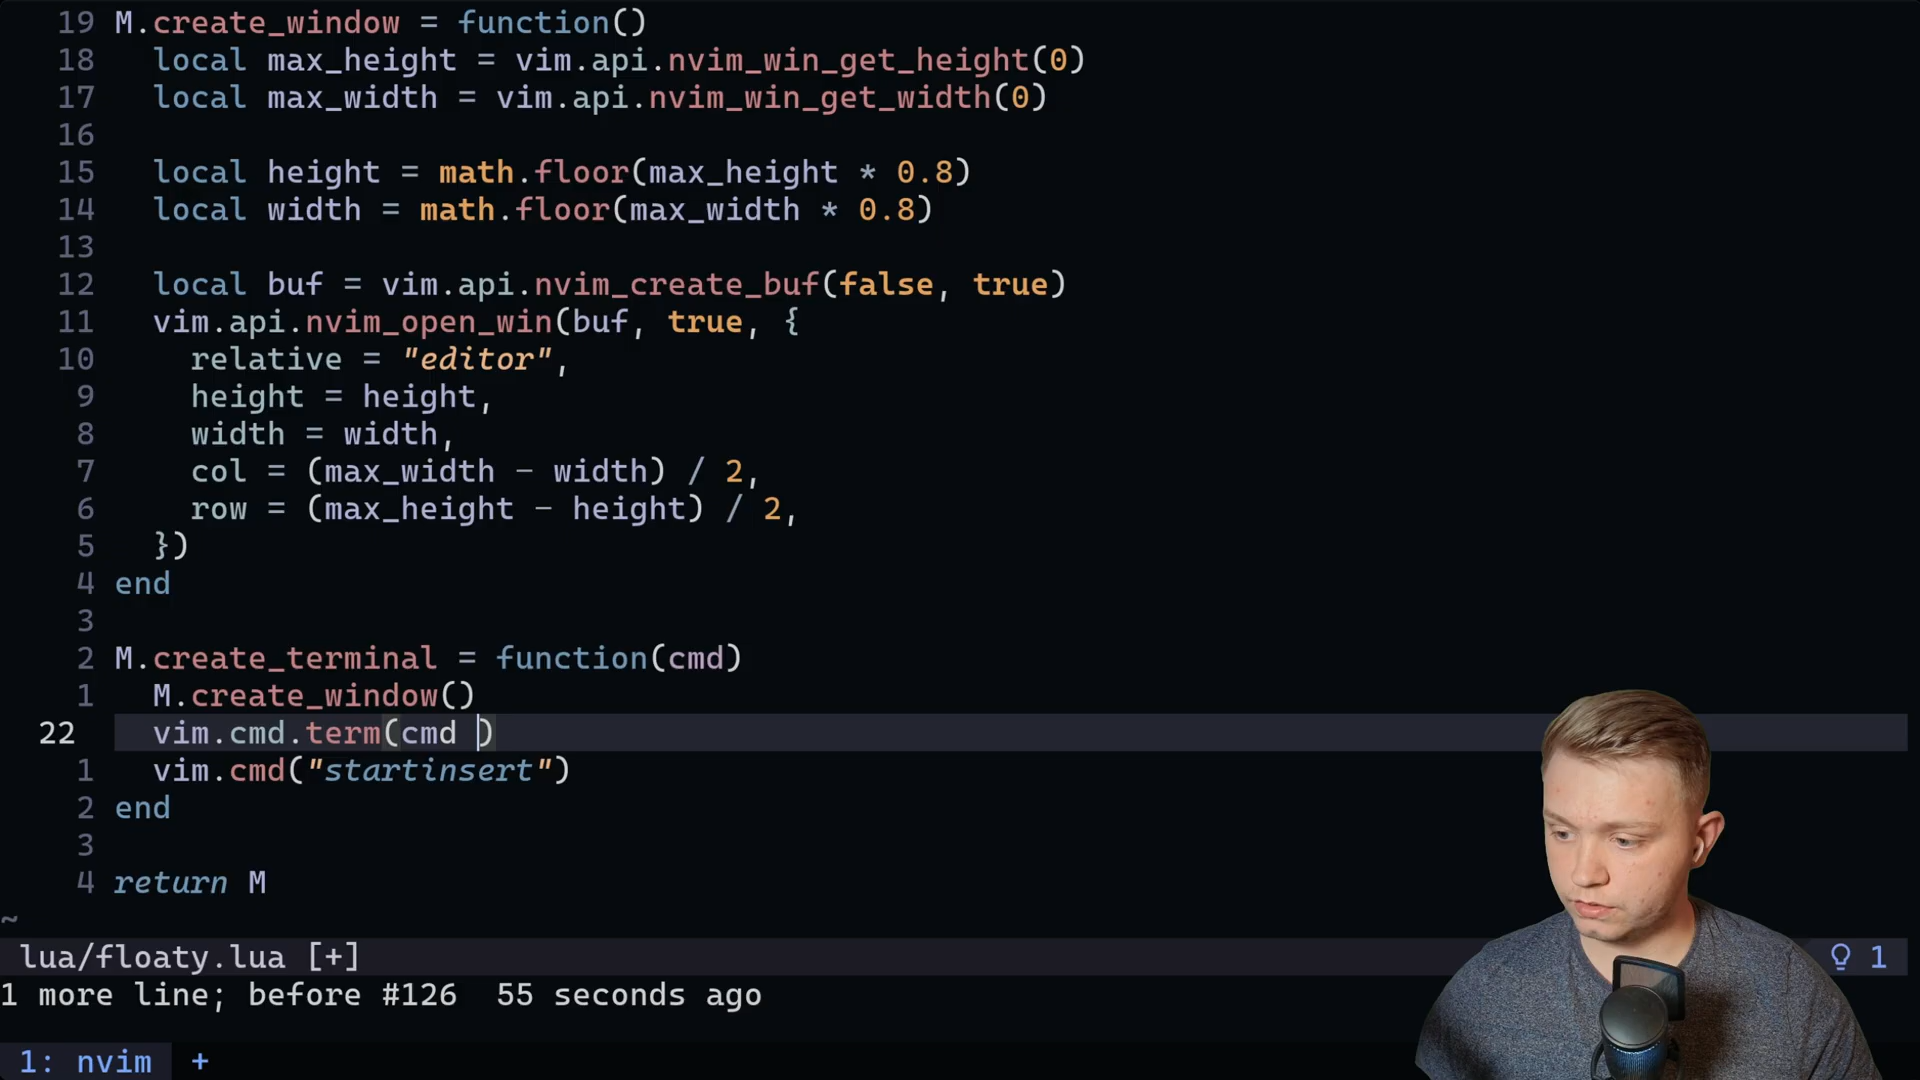 19 M.create_window = function()
18 local max_height = vim.api.nvim_win_get_height(0)
17 local max_width = vim.api.nvim_win_get_width(0)
16
15 local height = math.floor(max_height * 0.8)
14 local width = math.floor(max_width * 0.8)
13
12 local buf = vim.api.nvim_create_buf(false, true)
11 vim.api.nvim_open_win(buf, true, {
10 relative = "editor",
9 height = height,
8 width = width,
7 col = (max_width - width) / 2,
6 row = (max_height - height) / 2,
5 })
4 end
3
2 M.create_terminal = function(cmd)
1 M.create_window()
22 vim.cmd.term(cmd )
1 vim.cmd("startinsert")
2 end
3
4 return M
~
lua/floaty.lua [+] 1
1 more line; before #126 55 seconds ago
1: nvim +